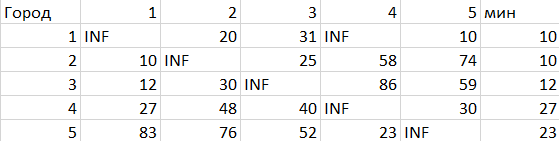 Город 1 2 3 4 5 мин
1 INF 20 31 INF 10 10
2 10 INF 25 58 74 10
3 12 30 INF 86 59 12
4 27 48 40 INF 30 27
5 83 76 52 23 INF 23